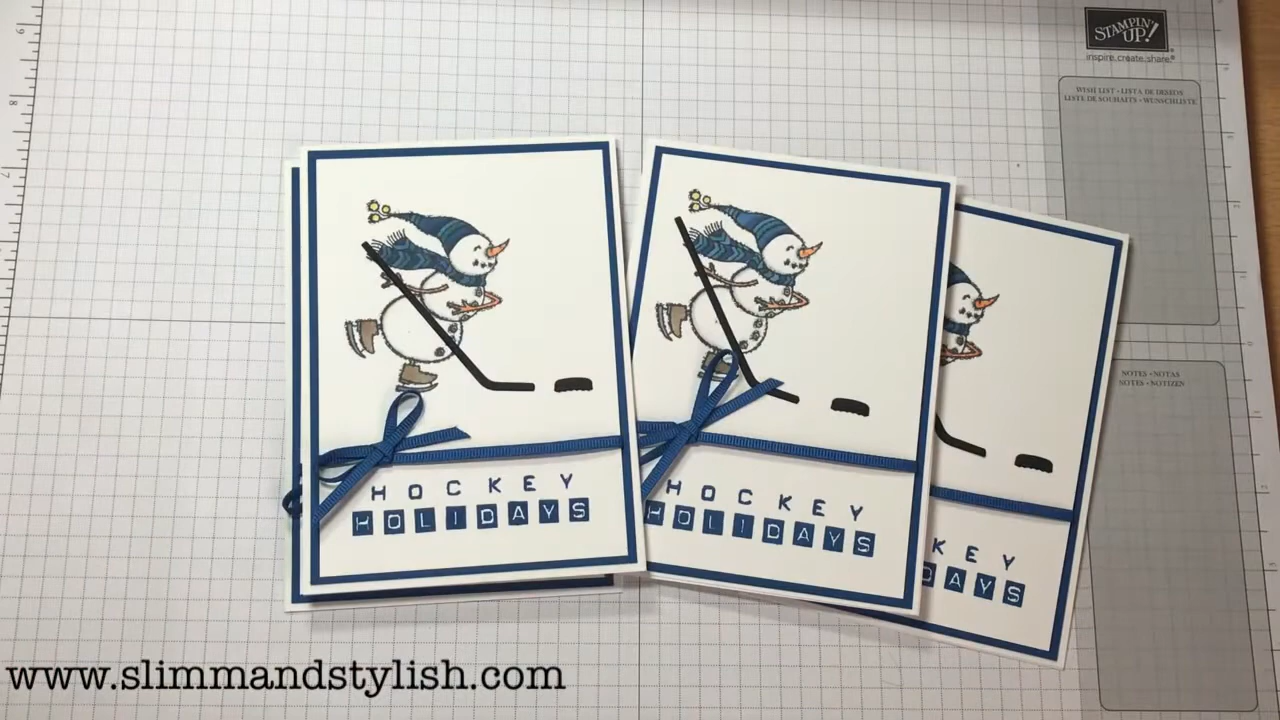 STAMPIN' UP!®
inspire.create.share.®
WISH LIST • LISTA DE DESEOS
LISTE DE SOUHAITS • WUNSCHLISTE
NOTES • NOTAS
NOTES • NOTIZEN
HOCKEY
HOLIDAYS
HOCKEY
HOLIDAYS
KEY
DAYS
www.slimmandstylish.com